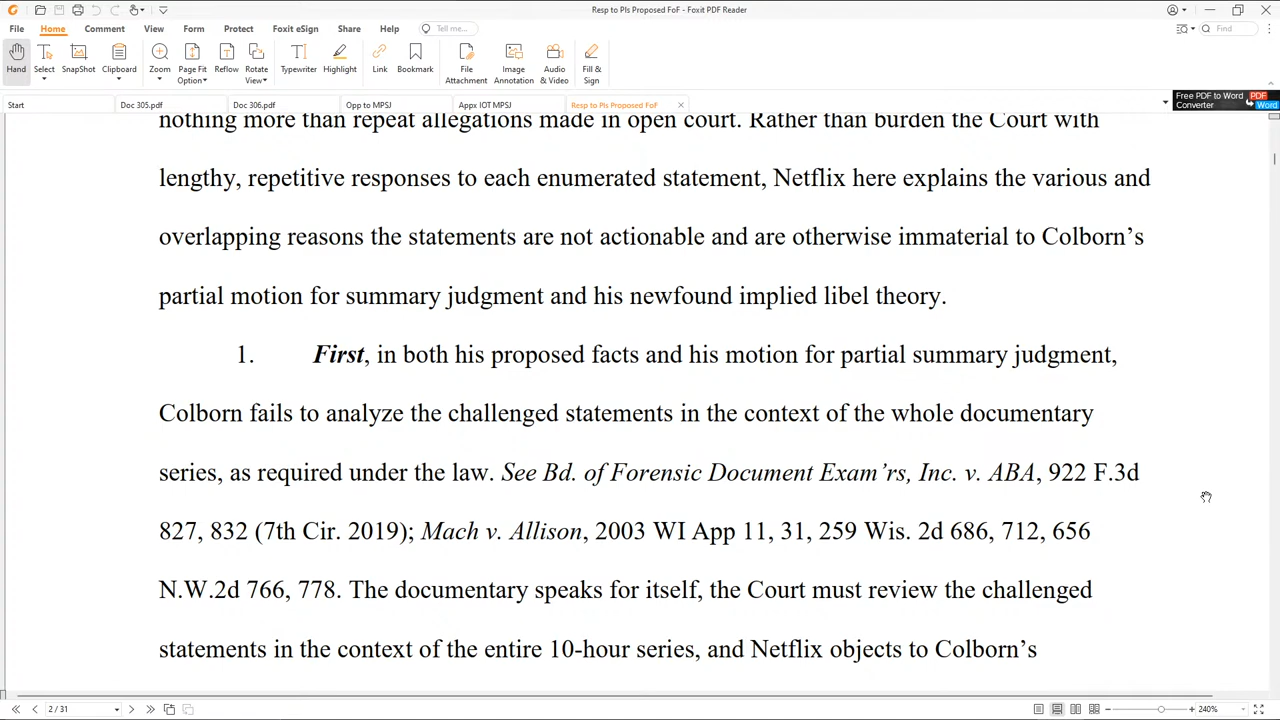 Resp to Pls Proposed FoF - Foxit PDF Reader
File Home Comment View Form Protect Foxit eSign Share Help Tell me... Find
Hand Select SnapShot Clipboard Zoom Page Fit Option Reflow Rotate View Typewriter Highlight Link Bookmark File Attachment Image Annotation Audio & Video Fill & Sign
Start Doc 305.pdf Doc 306.pdf Opp to MPSJ Appx IOT MPSJ Resp to Pls Proposed FoF
Free PDF to Word Converter PDF Word
nothing more than repeat allegations made in open court. Rather than burden the Court with
lengthy, repetitive responses to each enumerated statement, Netflix here explains the various and
overlapping reasons the statements are not actionable and are otherwise immaterial to Colborn’s
partial motion for summary judgment and his newfound implied libel theory.
1. First, in both his proposed facts and his motion for partial summary judgment,
Colborn fails to analyze the challenged statements in the context of the whole documentary
series, as required under the law. See Bd. of Forensic Document Exam’rs, Inc. v. ABA, 922 F.3d
827, 832 (7th Cir. 2019); Mach v. Allison, 2003 WI App 11, 31, 259 Wis. 2d 686, 712, 656
N.W.2d 766, 778. The documentary speaks for itself, the Court must review the challenged
statements in the context of the entire 10-hour series, and Netflix objects to Colborn’s
2 / 31 240%